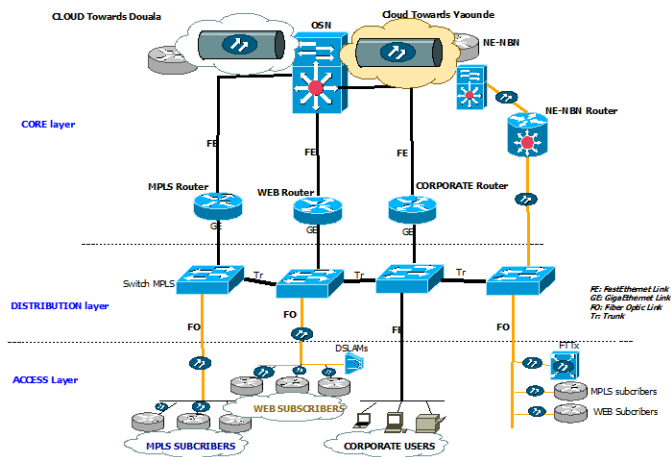 CLOUD Towards Douala
OSN
Cloud Towards Yaounde
NE-NBN
NE-NBN Router
CORE layer
FE
FE
FE
MPLS Router
WEB Router
CORPORATE Router
GE
GE
GE
Switch MPLS
Tr
Tr
Tr
FE: FastEthernet Link
GE: GigaEthernet Link
FO: Fiber Optic Link
Tr: Trunk
DISTRIBUTION layer
FO
FO
FE
FO
DSLAMs
FTTx
ACCESS Layer
MPLS subcribers
WEB Subcribers
WEB SUBSCRIBERS
MPLS SUBCRIBERS
CORPORATE USERS